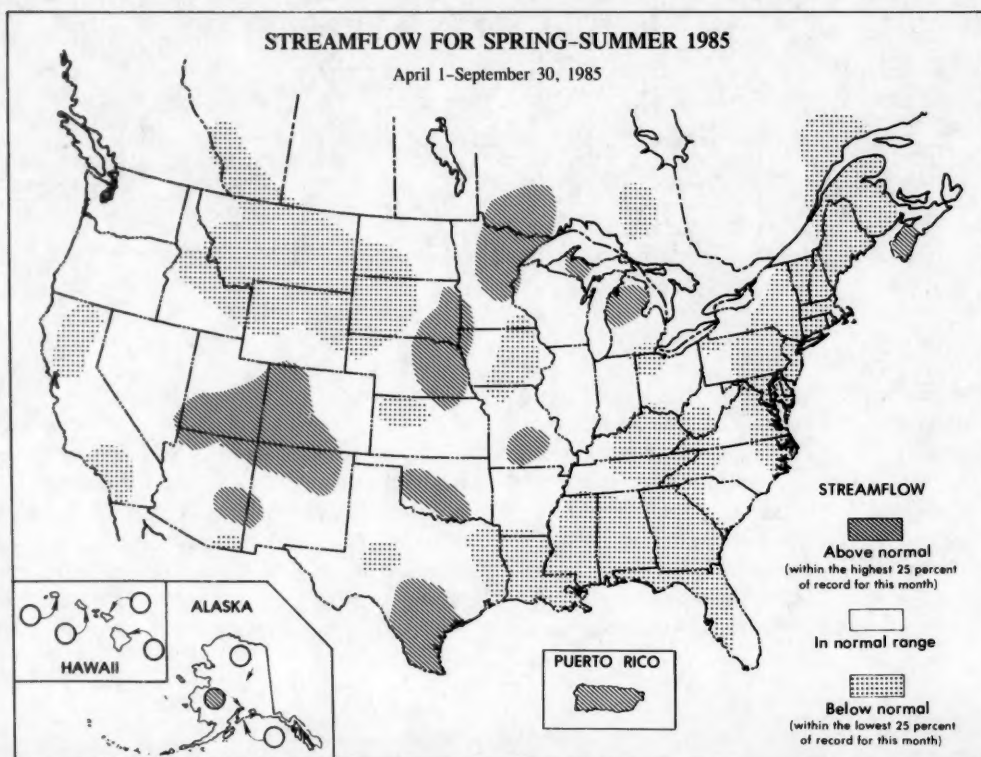 STREAMFLOW FOR SPRING–SUMMER 1985
April 1–September 30, 1985
STREAMFLOW
Above normal
(within the highest 25 percent
of record for this month)
In normal range
Below normal
(within the lowest 25 percent
of record for this month)
ALASKA
HAWAII
PUERTO RICO